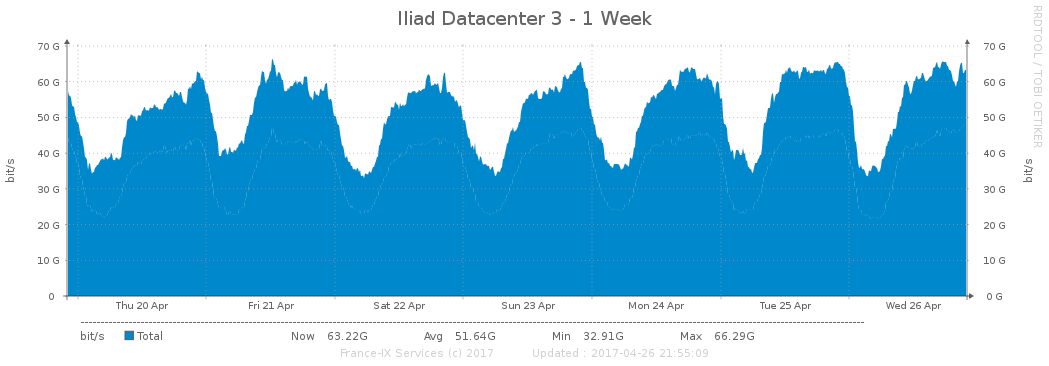 Iliad Datacenter 3 - 1 Week
RRDTOOL / TOBI OETIKER
bit/s
70 G 70 G
60 G 60 G
50 G 50 G
40 G 40 G
30 G 30 G
20 G 20 G
10 G 10 G
0 0 G
bit/s
Thu 20 Apr Fri 21 Apr Sat 22 Apr Sun 23 Apr Mon 24 Apr Tue 25 Apr Wed 26 Apr
bit/s Total Now 63.22G Avg 51.64G Min 32.91G Max 66.29G
France-IX Services (c) 2017 Updated : 2017-04-26 21:55:09